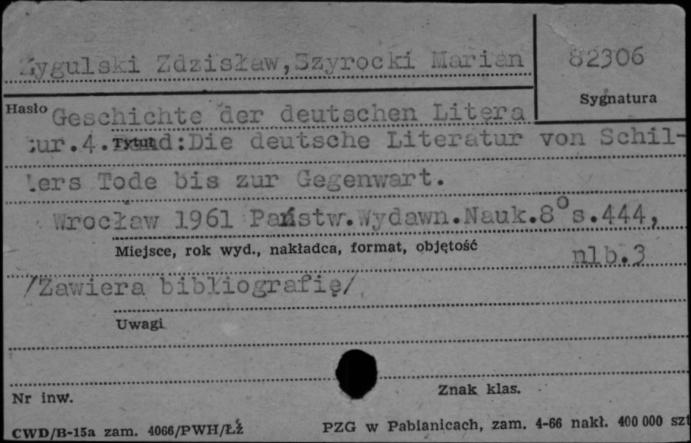 Zygulski Zdzisław,Szyrocki Marian
82306
Sygnatura
Hasło Geschichte der deutschen Litera
tur.4.Band:Die deutsche Literatur von Schil-
Tytuł
lers Tode bis zur Gegenwart.
Wrocław 1961 Państw.Wydawn.Nauk.8°s.444,
Miejsce, rok wyd., nakładca, format, objętość
nlb.3
/Zawiera bibliografię/
Uwagi
Nr inw.
Znak klas.
CWD/B-15a zam. 4066/PWH/Łż
PZG w Pabianicach, zam. 4-66 nakł. 400 000 szt